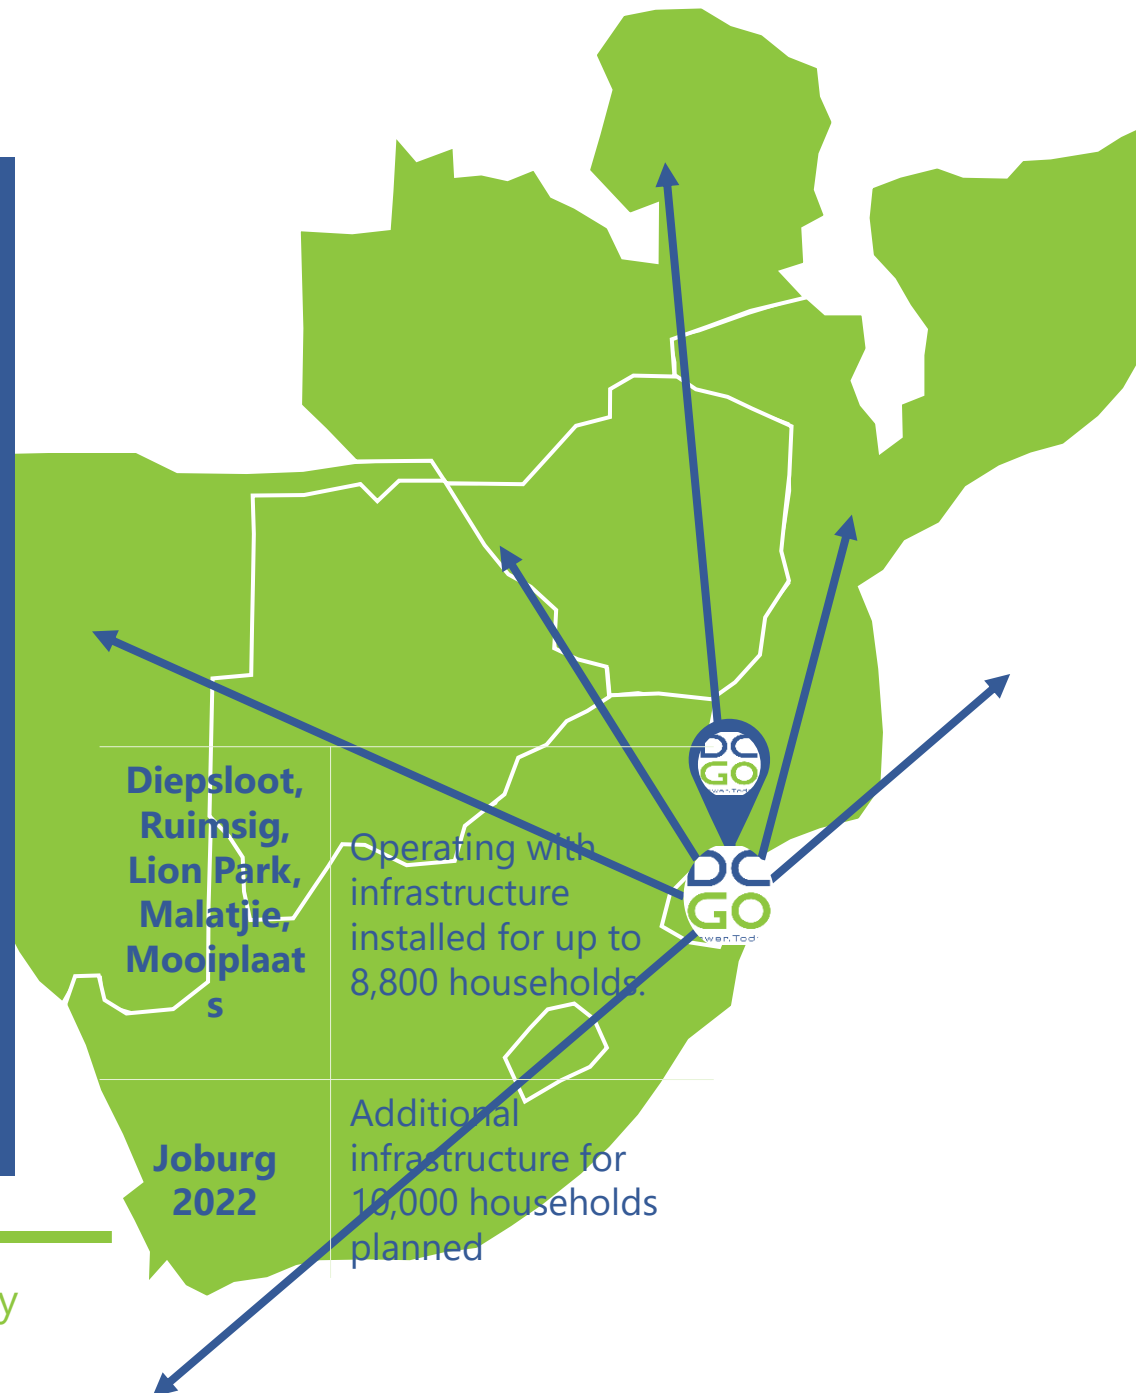 DC
GO
DC
GO
Diepsloot,
Ruimsig,
Lion Park,
Malatjie,
Mooiplaat
s
Operating with
infrastructure
installed for up to
8,800 households.
Joburg
2022
Additional
infrastructure for
10,000 households
planned
y